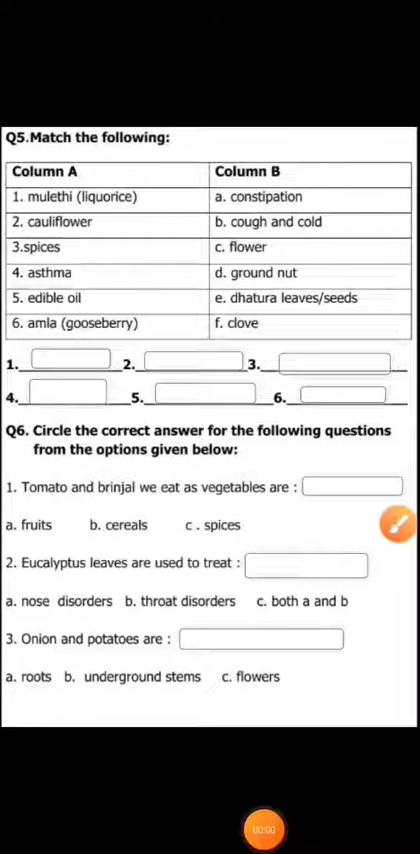 Q5.Match the following:
Column A Column B
1. mulethi (liquorice) a. constipation
2. cauliflower b. cough and cold
3.spices c. flower
4. asthma d. ground nut
5. edible oil e. dhatura leaves/seeds
6. amla (gooseberry) f. clove
1. 2. 3.
4. 5. 6.
Q6. Circle the correct answer for the following questions
from the options given below:
1. Tomato and brinjal we eat as vegetables are :
a. fruits b. cereals c . spices
2. Eucalyptus leaves are used to treat :
a. nose disorders b. throat disorders c. both a and b
3. Onion and potatoes are :
a. roots b. underground stems c. flowers
00:00